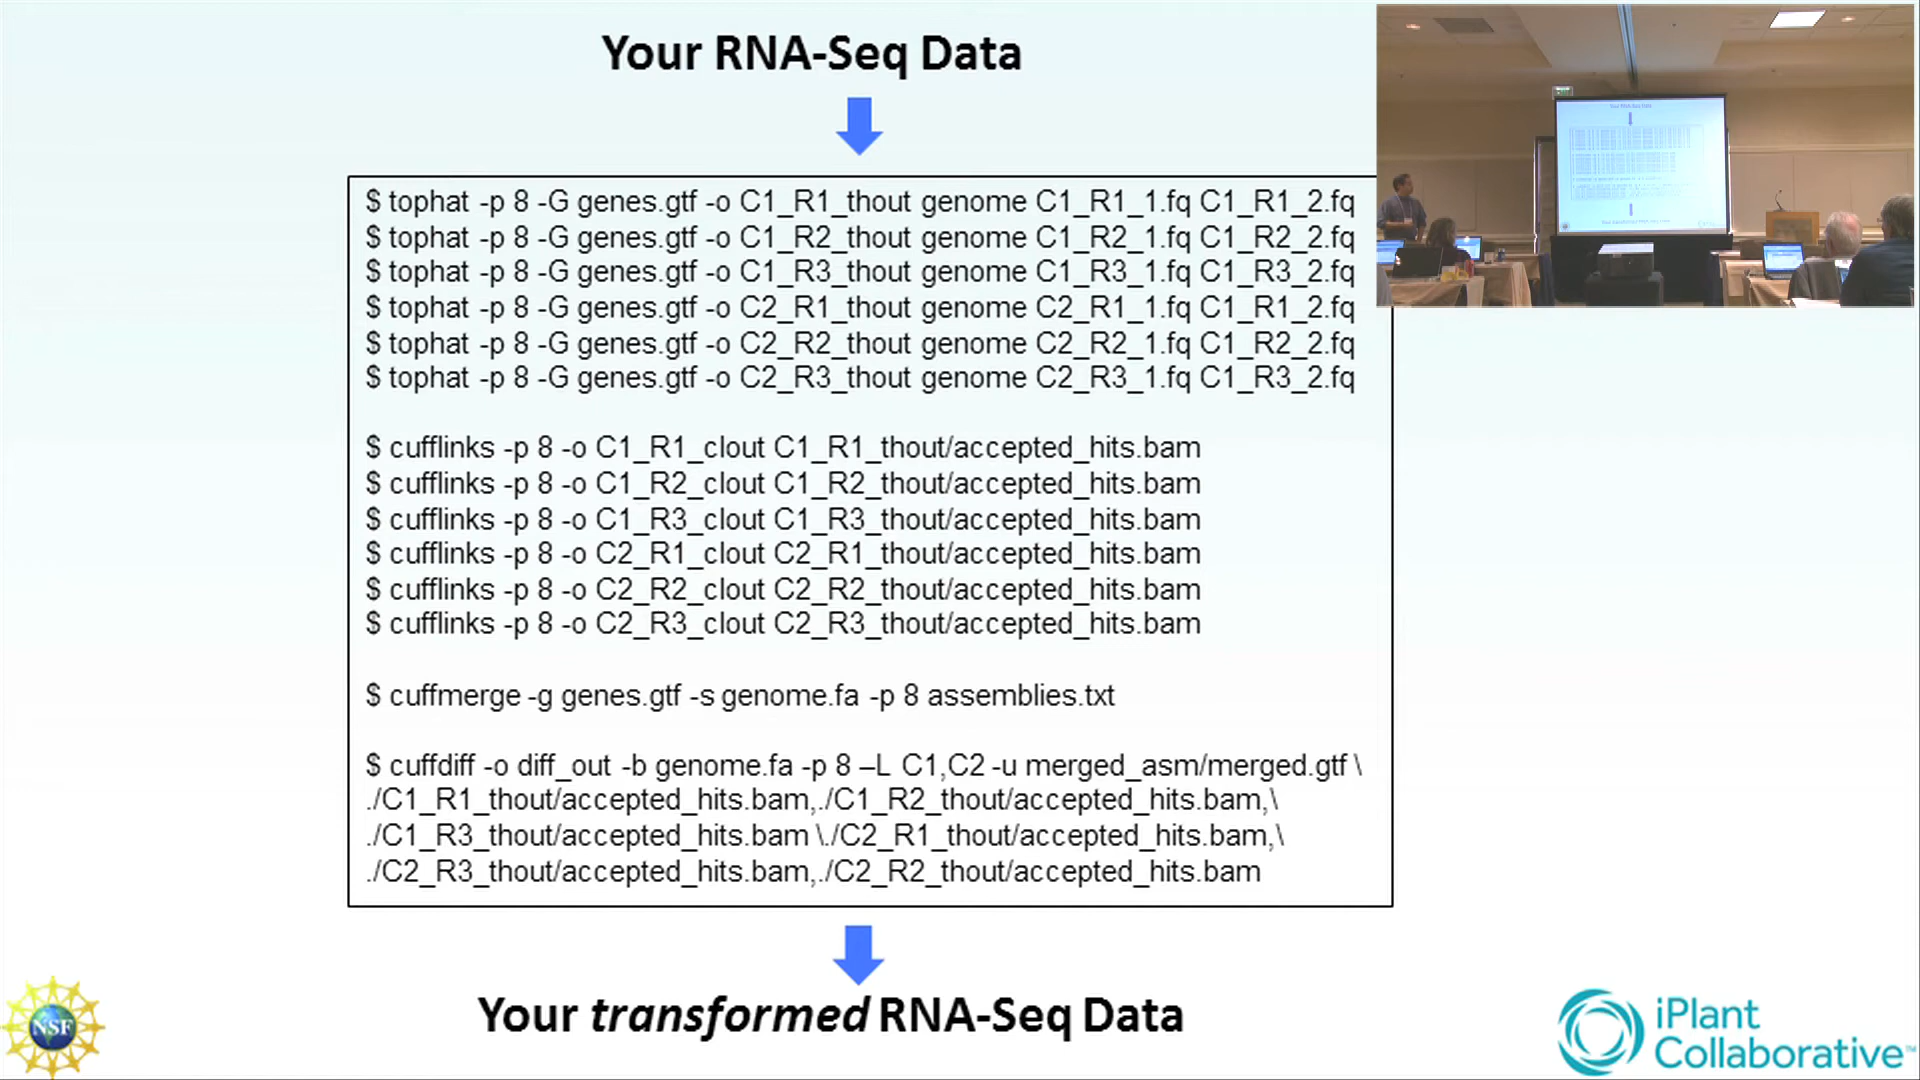 Your RNA-Seq Data
$ tophat -p 8 -G genes.gtf -o C1_R1_thout genome C1_R1_1.fq C1_R1_2.fq
$ tophat -p 8 -G genes.gtf -o C1_R2_thout genome C1_R2_1.fq C1_R2_2.fq
$ tophat -p 8 -G genes.gtf -o C1_R3_thout genome C1_R3_1.fq C1_R3_2.fq
$ tophat -p 8 -G genes.gtf -o C2_R1_thout genome C2_R1_1.fq C1_R1_2.fq
$ tophat -p 8 -G genes.gtf -o C2_R2_thout genome C2_R2_1.fq C1_R2_2.fq
$ tophat -p 8 -G genes.gtf -o C2_R3_thout genome C2_R3_1.fq C1_R3_2.fq
$ cufflinks -p 8 -o C1_R1_clout C1_R1_thout/accepted_hits.bam
$ cufflinks -p 8 -o C1_R2_clout C1_R2_thout/accepted_hits.bam
$ cufflinks -p 8 -o C1_R3_clout C1_R3_thout/accepted_hits.bam
$ cufflinks -p 8 -o C2_R1_clout C2_R1_thout/accepted_hits.bam
$ cufflinks -p 8 -o C2_R2_clout C2_R2_thout/accepted_hits.bam
$ cufflinks -p 8 -o C2_R3_clout C2_R3_thout/accepted_hits.bam
$ cuffmerge -g genes.gtf -s genome.fa -p 8 assemblies.txt
$ cuffdiff -o diff_out -b genome.fa -p 8 –L C1,C2 -u merged_asm/merged.gtf \
./C1_R1_thout/accepted_hits.bam,./C1_R2_thout/accepted_hits.bam,\
./C1_R3_thout/accepted_hits.bam \./C2_R1_thout/accepted_hits.bam,\
./C2_R3_thout/accepted_hits.bam,./C2_R2_thout/accepted_hits.bam
Your transformed RNA-Seq Data
NSF
iPlant
Collaborative™